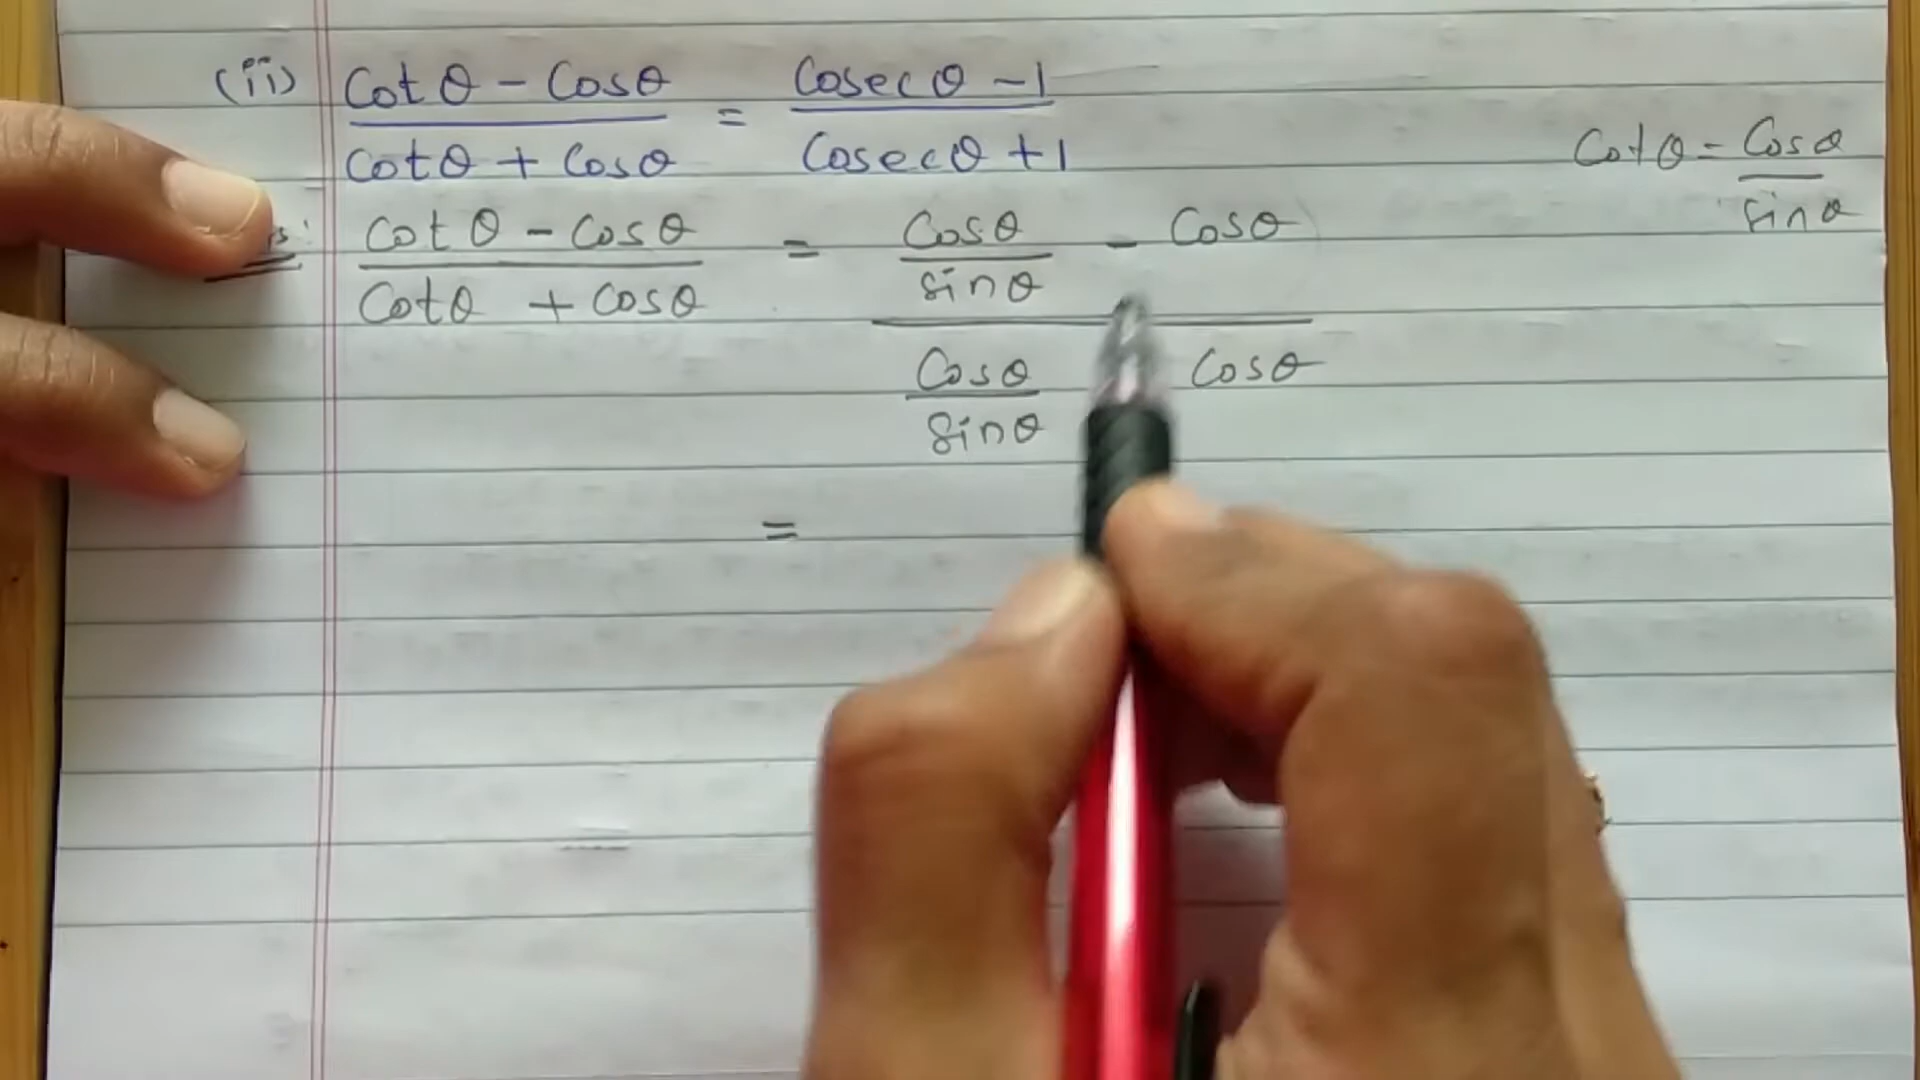 (ii) Cotθ - Cosθ = Cosecθ - 1
Cotθ + Cosθ Cosecθ + 1
Cotθ = Cosθ
sinθ
Cotθ - Cosθ = Cosθ - Cosθ
sinθ
Cotθ + Cosθ
Cosθ Cosθ
sinθ
=